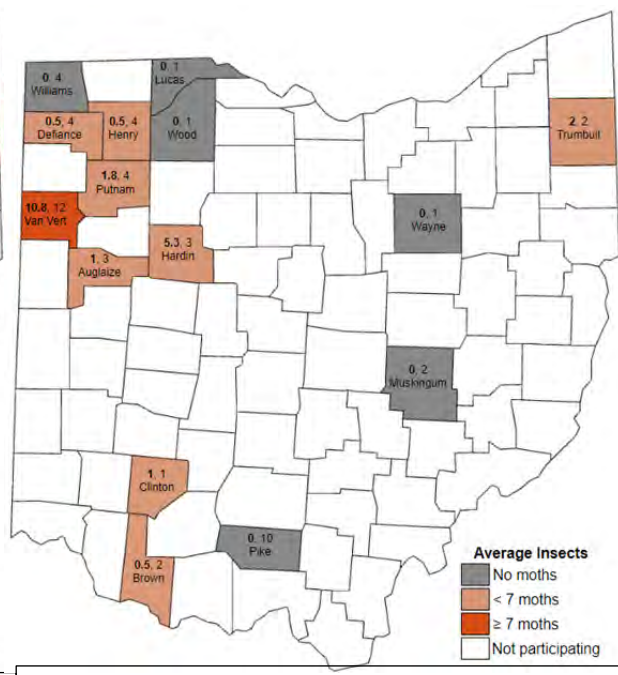 0, 4
Williams
0, 1
Lucas
0.5, 4
Defiance
0.5, 4
Henry
0, 1
Wood
2, 2
Trumbull
1.8, 4
Putnam
10.8, 12
Van Vert
0, 1
Wayne
5.3, 3
Hardin
1, 3
Auglaize
0, 2
Muskingum
1, 1
Clinton
0, 10
Pike
0.5, 2
Brown
Average Insects
No moths
< 7 moths
≥ 7 moths
Not participating